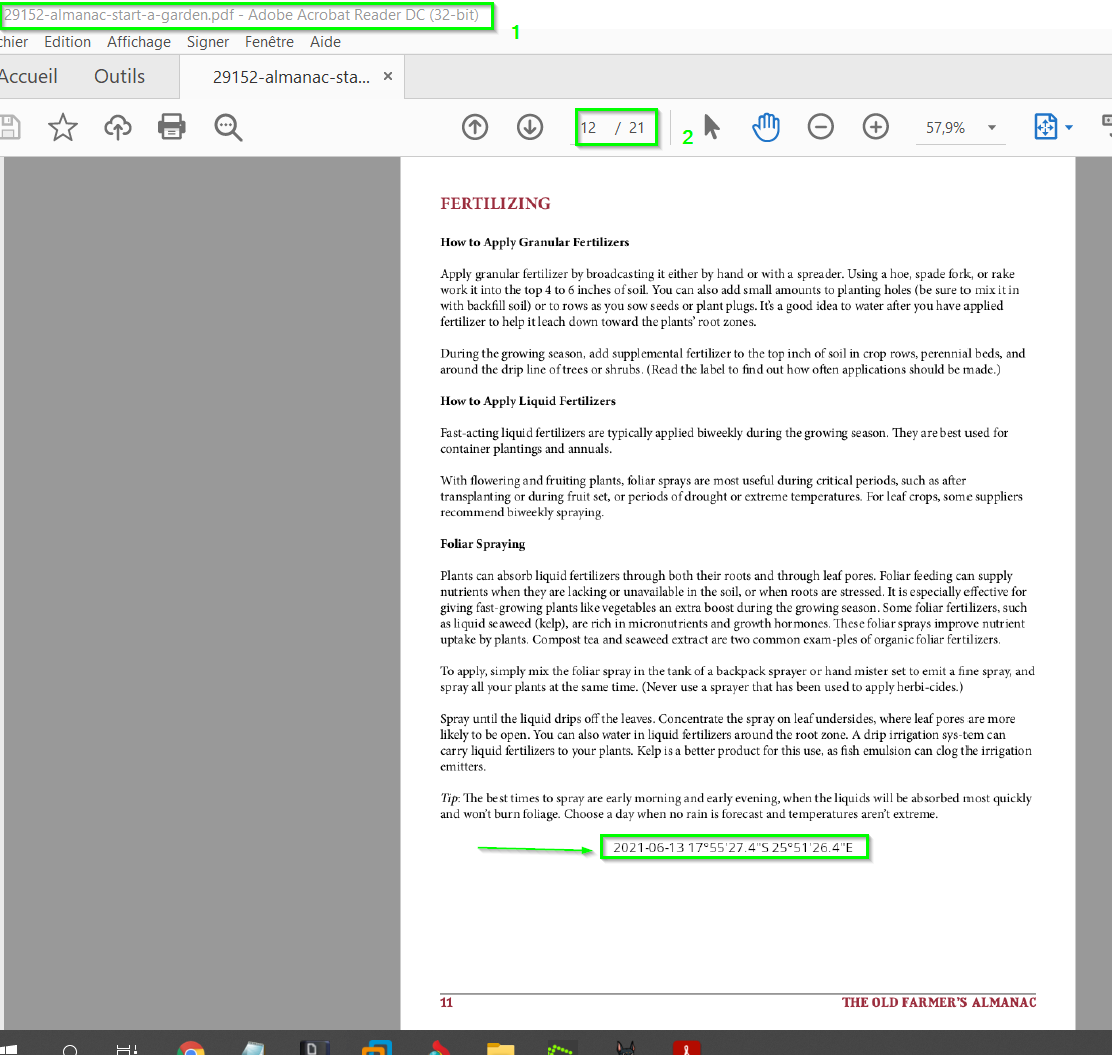 29152-almanac-start-a-garden.pdf - Adobe Acrobat Reader DC (32-bit)
1
chier Edition Affichage Signer Fenêtre Aide
Accueil Outils 29152-almanac-sta... ×
12 / 21
2
57,9%
FERTILIZING
How to Apply Granular Fertilizers
Apply granular fertilizer by broadcasting it either by hand or with a spreader. Using a hoe, spade fork, or rake
work it into the top 4 to 6 inches of soil. You can also add small amounts to planting holes (be sure to mix it in
with backfill soil) or to rows as you sow seeds or plant plugs. It's a good idea to water after you have applied
fertilizer to help it leach down toward the plants' root zones.
During the growing season, add supplemental fertilizer to the top inch of soil in crop rows, perennial beds, and
around the drip line of trees or shrubs. (Read the label to find out how often applications should be made.)
How to Apply Liquid Fertilizers
Fast-acting liquid fertilizers are typically applied biweekly during the growing season. They are best used for
container plantings and annuals.
With flowering and fruiting plants, foliar sprays are most useful during critical periods, such as after
transplanting or during fruit set, or periods of drought or extreme temperatures. For leaf crops, some suppliers
recommend biweekly spraying.
Foliar Spraying
Plants can absorb liquid fertilizers through both their roots and through leaf pores. Foliar feeding can supply
nutrients when they are lacking or unavailable in the soil, or when roots are stressed. It is especially effective for
giving fast-growing plants like vegetables an extra boost during the growing season. Some foliar fertilizers, such
as liquid seaweed (kelp), are rich in micronutrients and growth hormones. These foliar sprays improve nutrient
uptake by plants. Compost tea and seaweed extract are two common exam-ples of organic foliar fertilizers.
To apply, simply mix the foliar spray in the tank of a backpack sprayer or hand mister set to emit a fine spray, and
spray all your plants at the same time. (Never use a sprayer that has been used to apply herbi-cides.)
Spray until the liquid drips off the leaves. Concentrate the spray on leaf undersides, where leaf pores are more
likely to be open. You can also water in liquid fertilizers around the root zone. A drip irrigation sys-tem can
carry liquid fertilizers to your plants. Kelp is a better product for this use, as fish emulsion can clog the irrigation
emitters.
Tip: The best times to spray are early morning and early evening, when the liquids will be absorbed most quickly
and won't burn foliage. Choose a day when no rain is forecast and temperatures aren't extreme.
2021-06-13 17°55'27.4"S 25°51'26.4"E
11 THE OLD FARMER'S ALMANAC